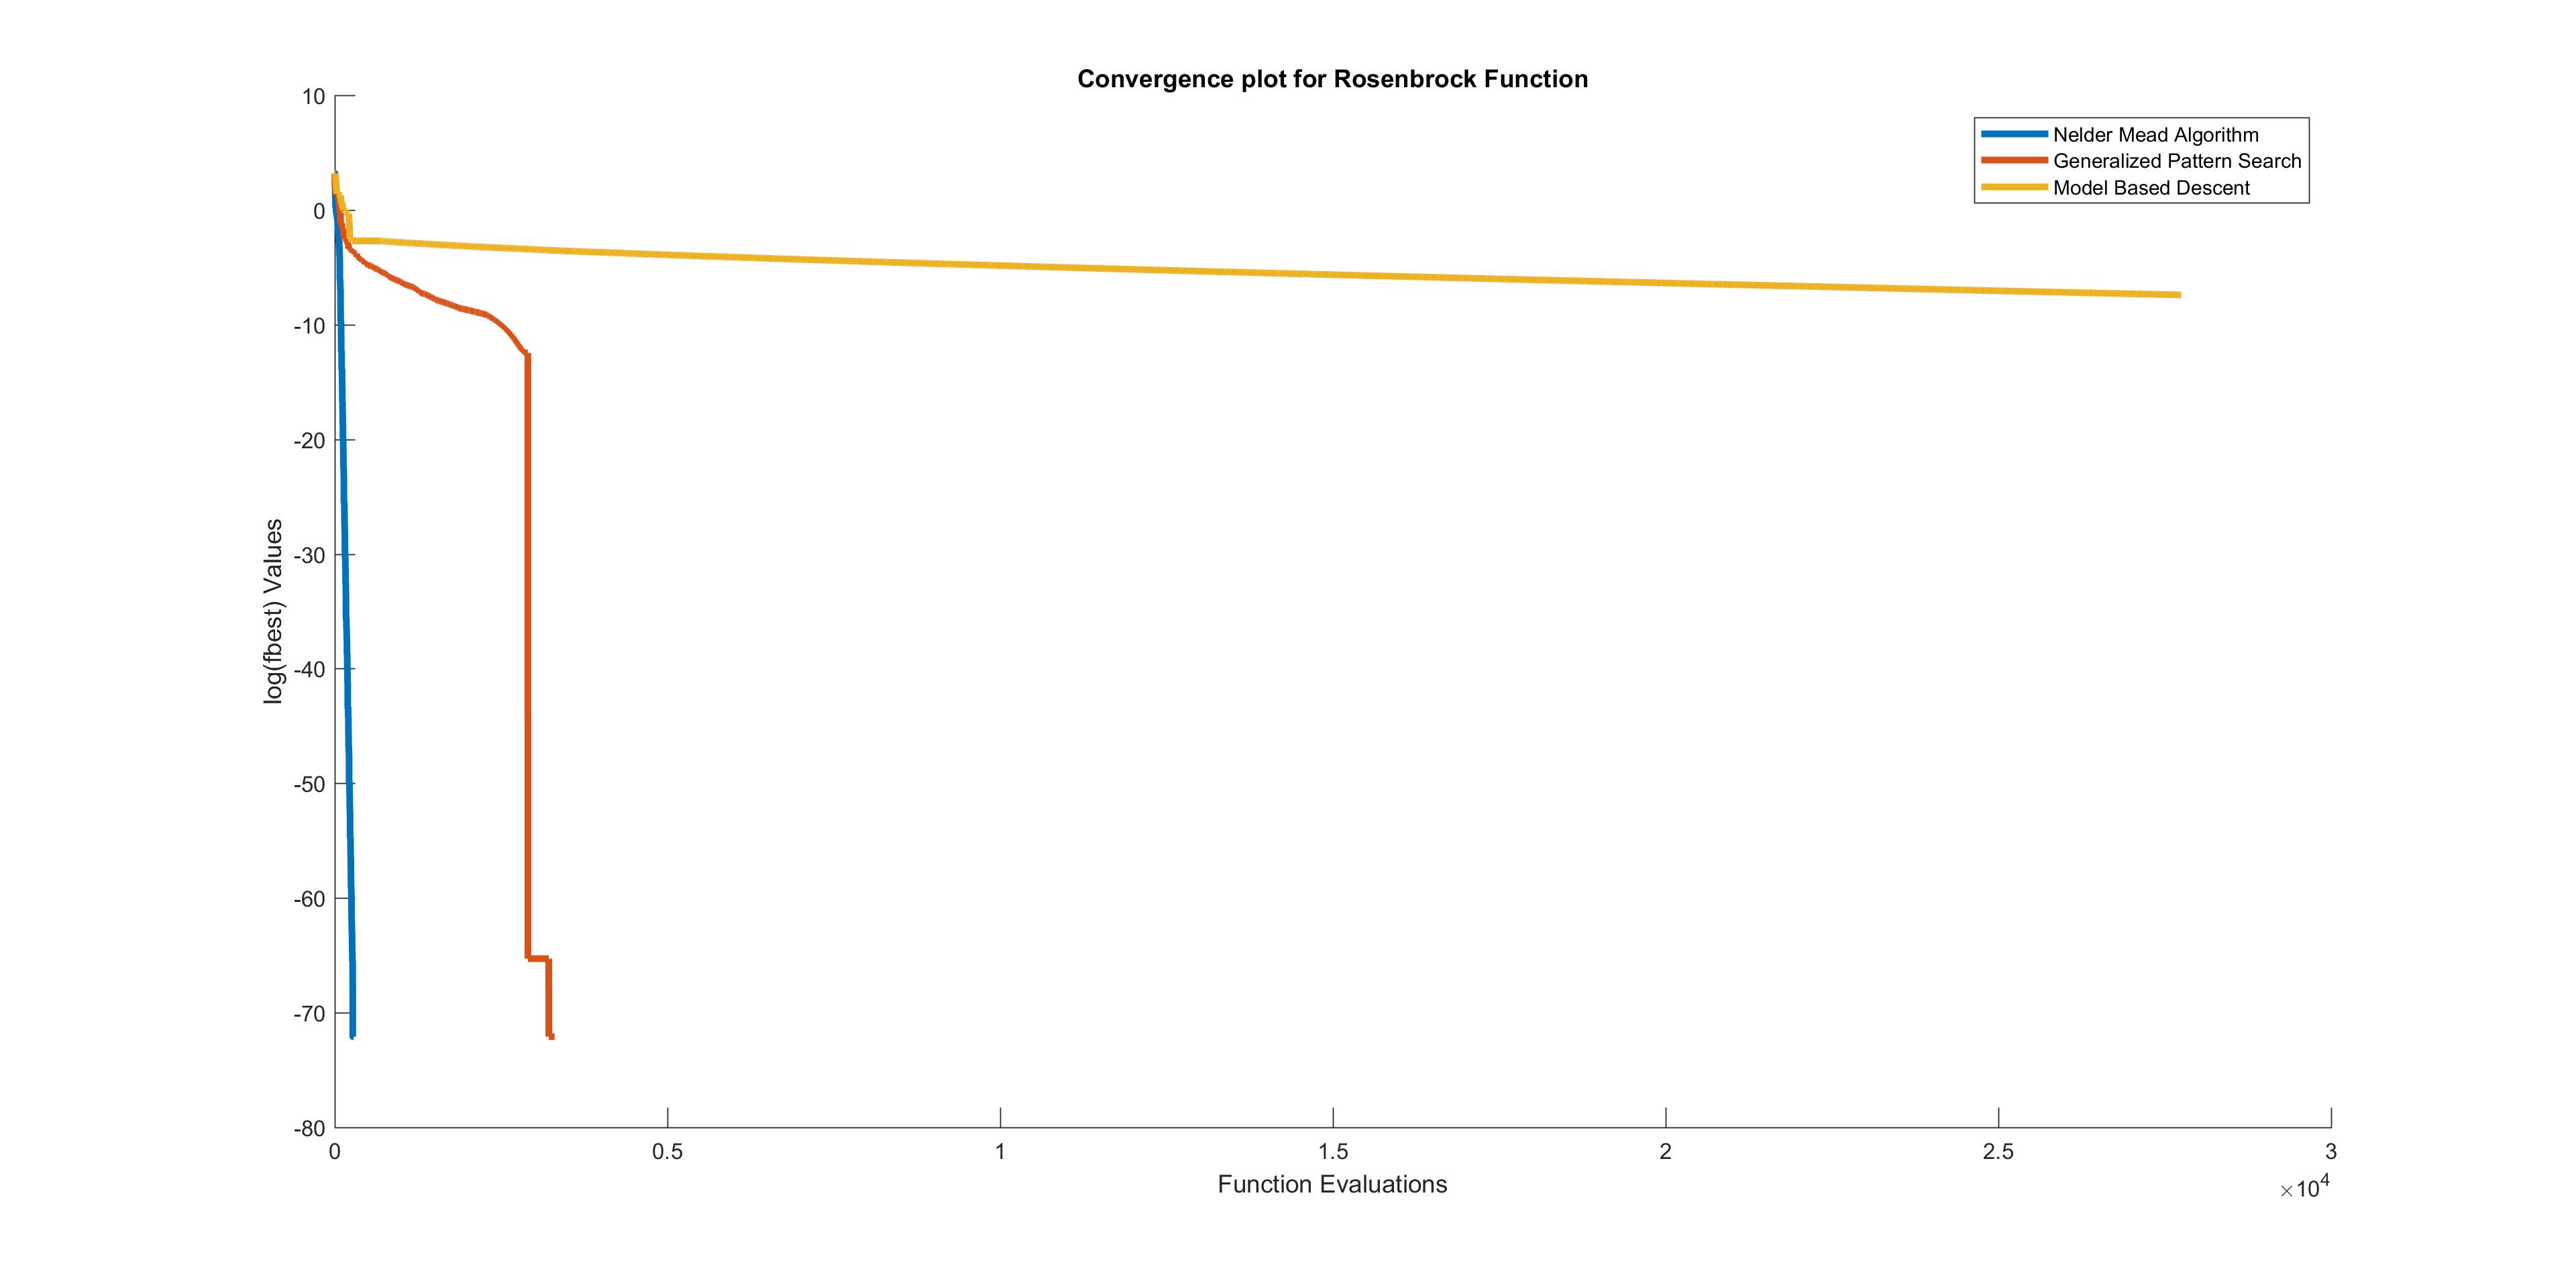 Convergence plot for Rosenbrock Function
Nelder Mead Algorithm
Generalized Pattern Search
Model Based Descent
log(fbest) Values
10
0
-10
-20
-30
-40
-50
-60
-70
-80
0 0.5 1 1.5 2 2.5 3
×10^4
Function Evaluations